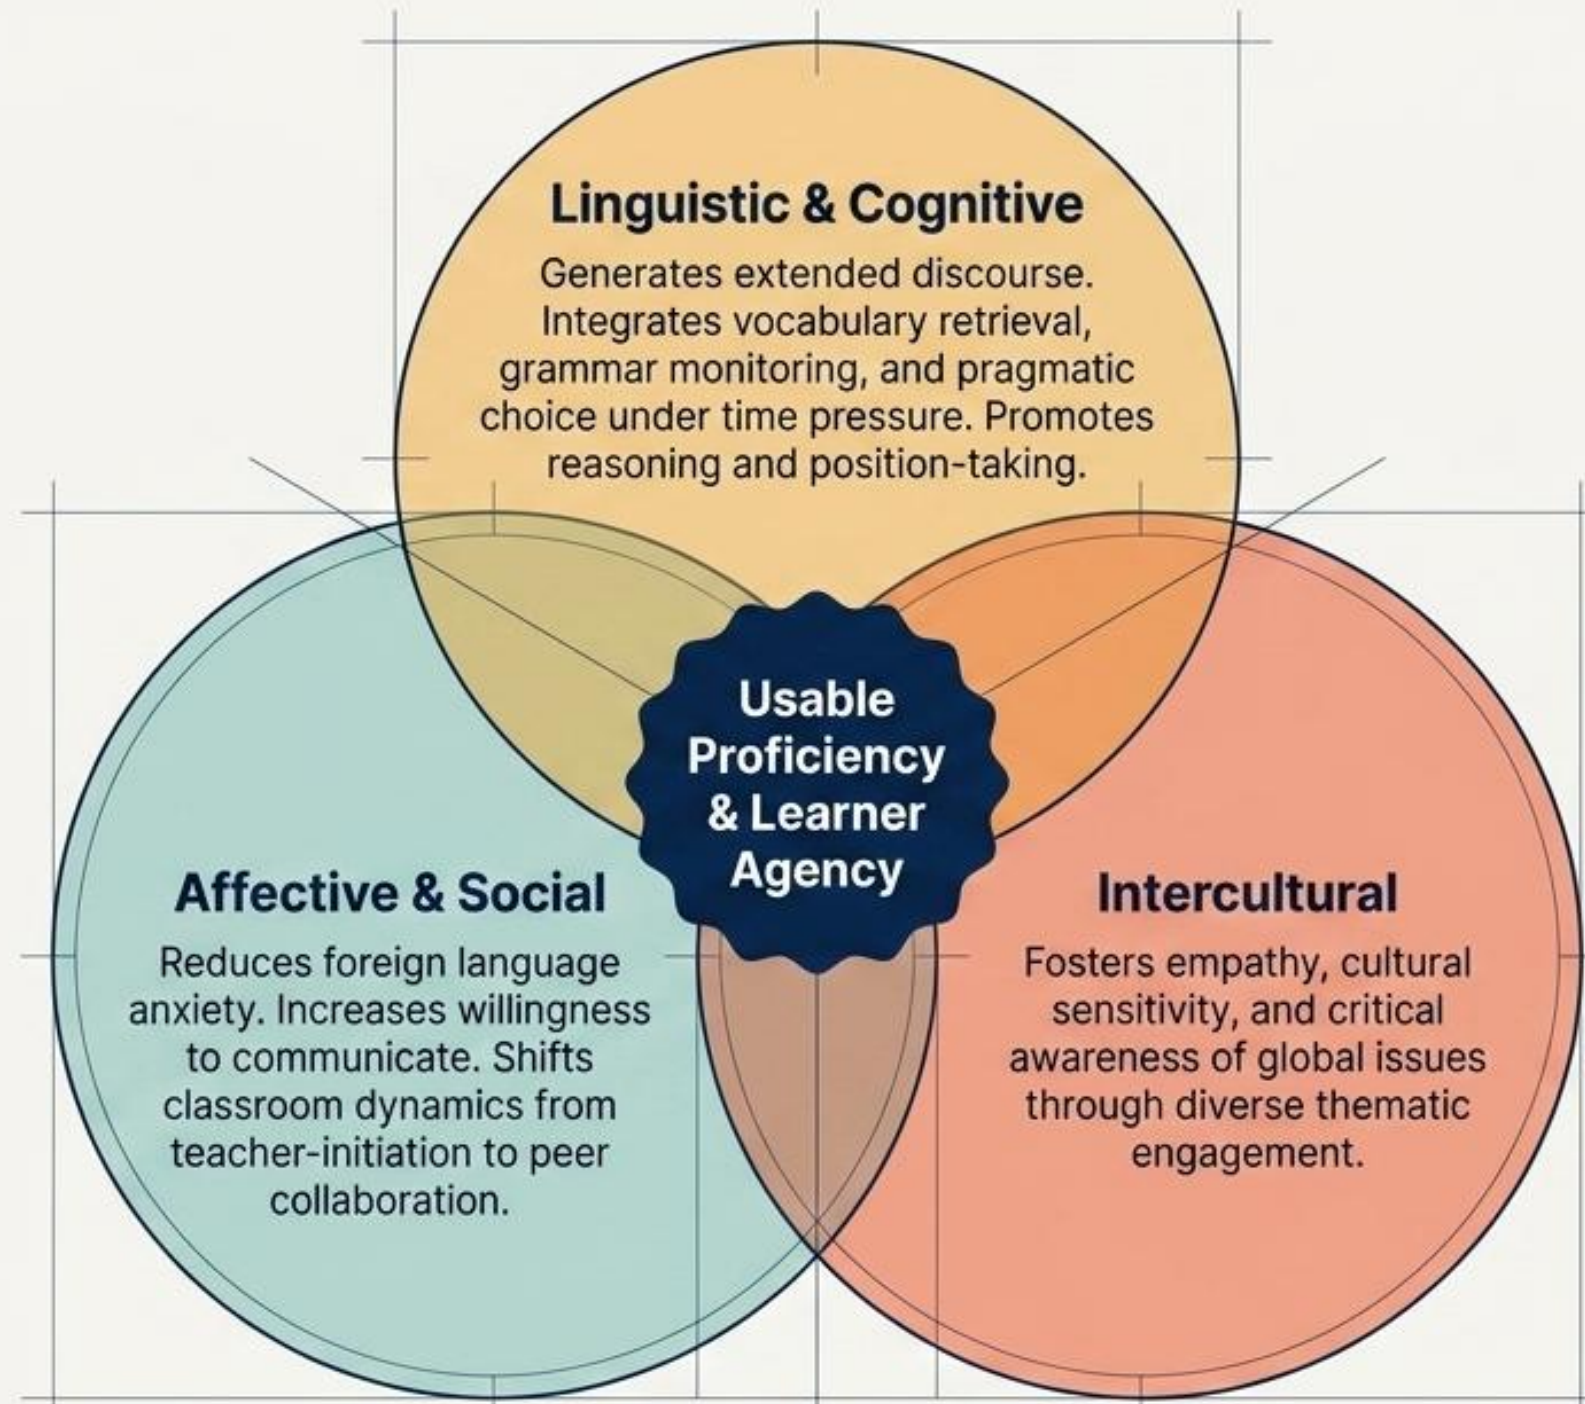 Linguistic & Cognitive
Generates extended discourse.
Integrates vocabulary retrieval,
grammar monitoring, and pragmatic
choice under time pressure. Promotes
reasoning and position-taking.
Usable
Proficiency
& Learner
Agency
Affective & Social
Reduces foreign language
anxiety. Increases willingness
to communicate. Shifts
classroom dynamics from
teacher-initiation to peer
collaboration.
Intercultural
Fosters empathy, cultural
sensitivity, and critical
awareness of global issues
through diverse thematic
engagement.